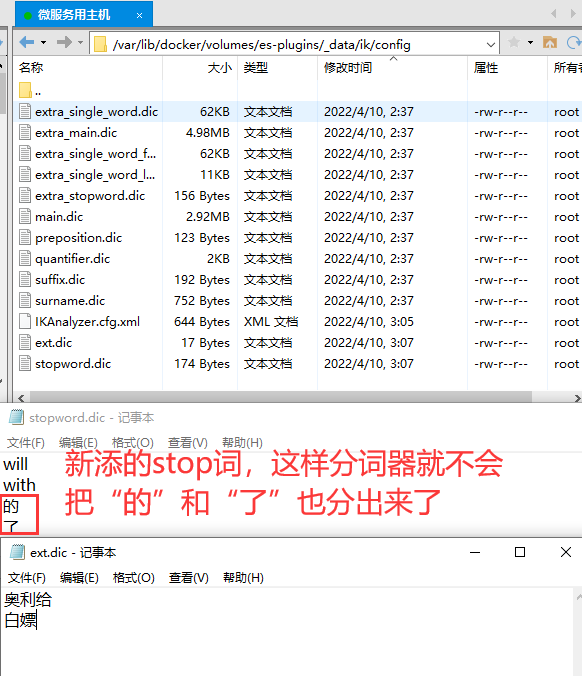 微服务用主机 ×
/var/lib/docker/volumes/es-plugins/_data/ik/config
名称 大小 类型 修改时间 属性 所有者
..
extra_single_word.dic 62KB 文本文档 2022/4/10, 2:37 -rw-r--r-- root
extra_main.dic 4.98MB 文本文档 2022/4/10, 2:37 -rw-r--r-- root
extra_single_word_f... 62KB 文本文档 2022/4/10, 2:37 -rw-r--r-- root
extra_single_word_l... 11KB 文本文档 2022/4/10, 2:37 -rw-r--r-- root
extra_stopword.dic 156 Bytes 文本文档 2022/4/10, 2:37 -rw-r--r-- root
main.dic 2.92MB 文本文档 2022/4/10, 2:37 -rw-r--r-- root
preposition.dic 123 Bytes 文本文档 2022/4/10, 2:37 -rw-r--r-- root
quantifier.dic 2KB 文本文档 2022/4/10, 2:37 -rw-r--r-- root
suffix.dic 192 Bytes 文本文档 2022/4/10, 2:37 -rw-r--r-- root
surname.dic 752 Bytes 文本文档 2022/4/10, 2:37 -rw-r--r-- root
IKAnalyzer.cfg.xml 644 Bytes XML 文档 2022/4/10, 3:05 -rw-r--r-- root
ext.dic 17 Bytes 文本文档 2022/4/10, 3:07 -rw-r--r-- root
stopword.dic 174 Bytes 文本文档 2022/4/10, 3:07 -rw-r--r-- root
stopword.dic - 记事本
文件(F) 编辑(E) 格式(O) 查看(V) 帮助(H)
will
with
的
了
新添的stop词，这样分词器就不会
把“的”和“了”也分出来了
ext.dic - 记事本
文件(F) 编辑(E) 格式(O) 查看(V) 帮助(H)
奥利给
白嫖